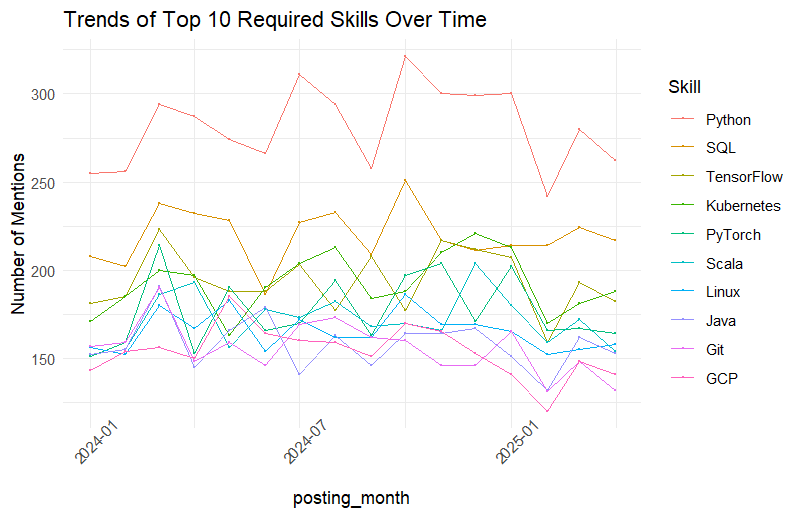 Trends of Top 10 Required Skills Over Time
Number of Mentions
300
250
200
150
2024-01
2024-07
2025-01
posting_month
Skill
Python
SQL
TensorFlow
Kubernetes
PyTorch
Scala
Linux
Java
Git
GCP